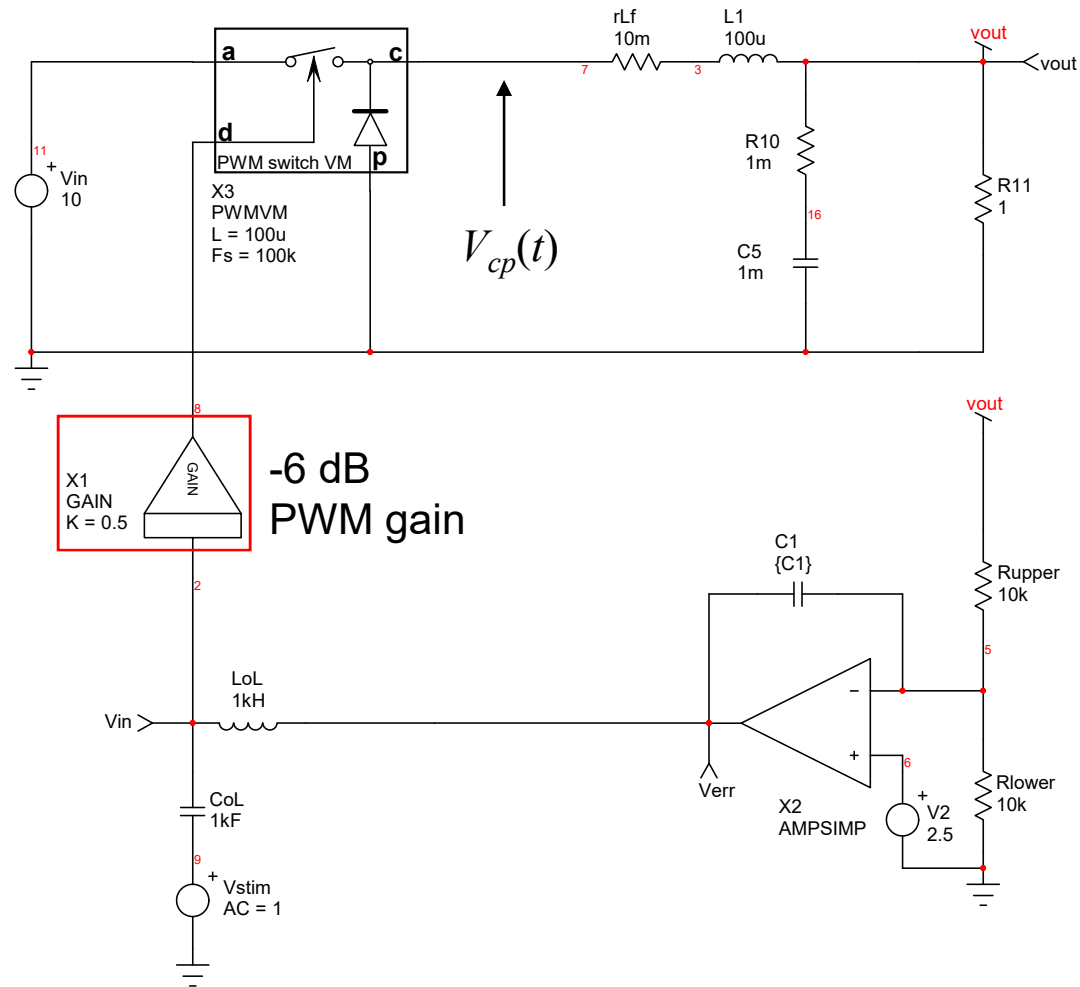 rLf
10m
L1
100u
vout
a
c
7
3
vout
d
R10
1m
11
Vin
10
PWM switch VM
p
X3
PWMVM
L = 100u
Fs = 100k
R11
1
16
Vcp(t)
C5
1m
8
vout
X1
GAIN
K = 0.5
GAIN
-6 dB
PWM gain
2
C1
{C1}
Rupper
10k
5
LoL
1kH
Vin
Verr
6
X2
AMPSIMP
V2
2.5
Rlower
10k
CoL
1kF
9
Vstim
AC = 1